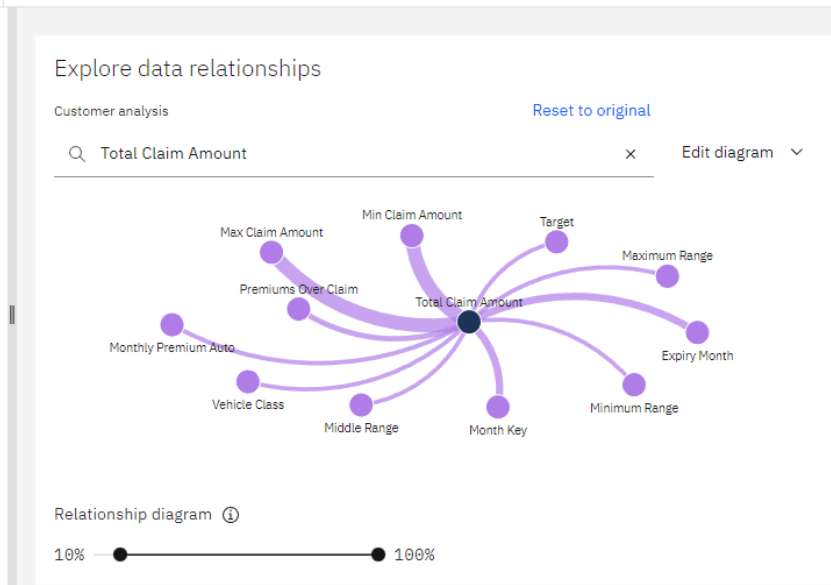 Explore data relationships
Customer analysis
Reset to original
Total Claim Amount
Edit diagram
Min Claim Amount
Target
Max Claim Amount
Maximum Range
Premiums Over Claim
Total Claim Amount
Monthly Premium Auto
Expiry Month
Vehicle Class
Minimum Range
Middle Range
Month Key
Relationship diagram
10%
100%